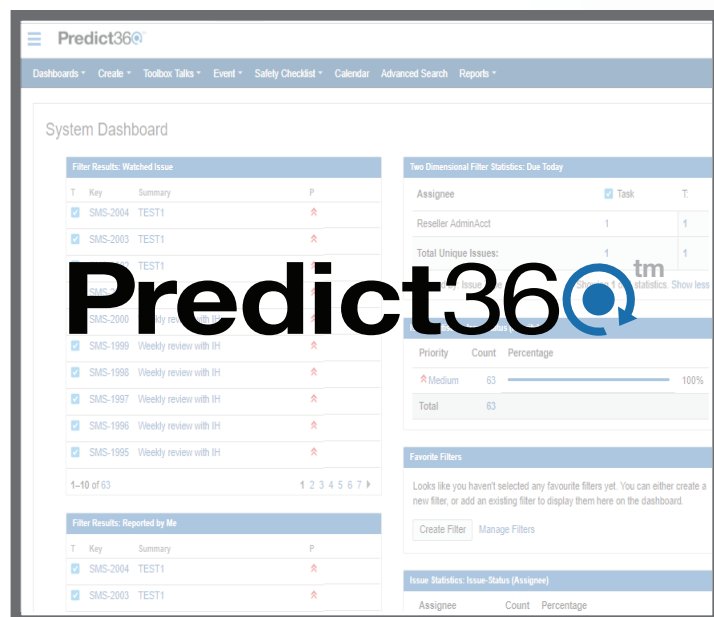 Predict360
Dashboards Create Toolbox Talks Event Safety Checklist Calendar Advanced Search Reports
System Dashboard
Filter Results: Watched Issue
T Key Summary P
SMS-2004 TEST1
SMS-2003 TEST1
TEST1
SMS-2000 Weekly review with IH
SMS-1999 Weekly review with IH
SMS-1998 Weekly review with IH
SMS-1997 Weekly review with IH
SMS-1996 Weekly review with IH
SMS-1995 Weekly review with IH
1–10 of 63 1 2 3 4 5 6 7
Filter Results: Reported by Me
T Key Summary P
SMS-2004 TEST1
SMS-2003 TEST1
Two Dimensional Filter Statistics: Due Today
Assignee Task T:
Reseller AdminAcct 1 1
Total Unique Issues: 1 1
statistics. Show less
Predict360 tm
Priority Count Percentage
Medium 63 100%
Total 63
Favorite Filters
Looks like you haven't selected any favourite filters yet. You can either create a
new filter, or add an existing filter to display them here on the dashboard.
Create Filter Manage Filters
Issue Statistics: Issue-Status (Assignee)
Assignee Count Percentage